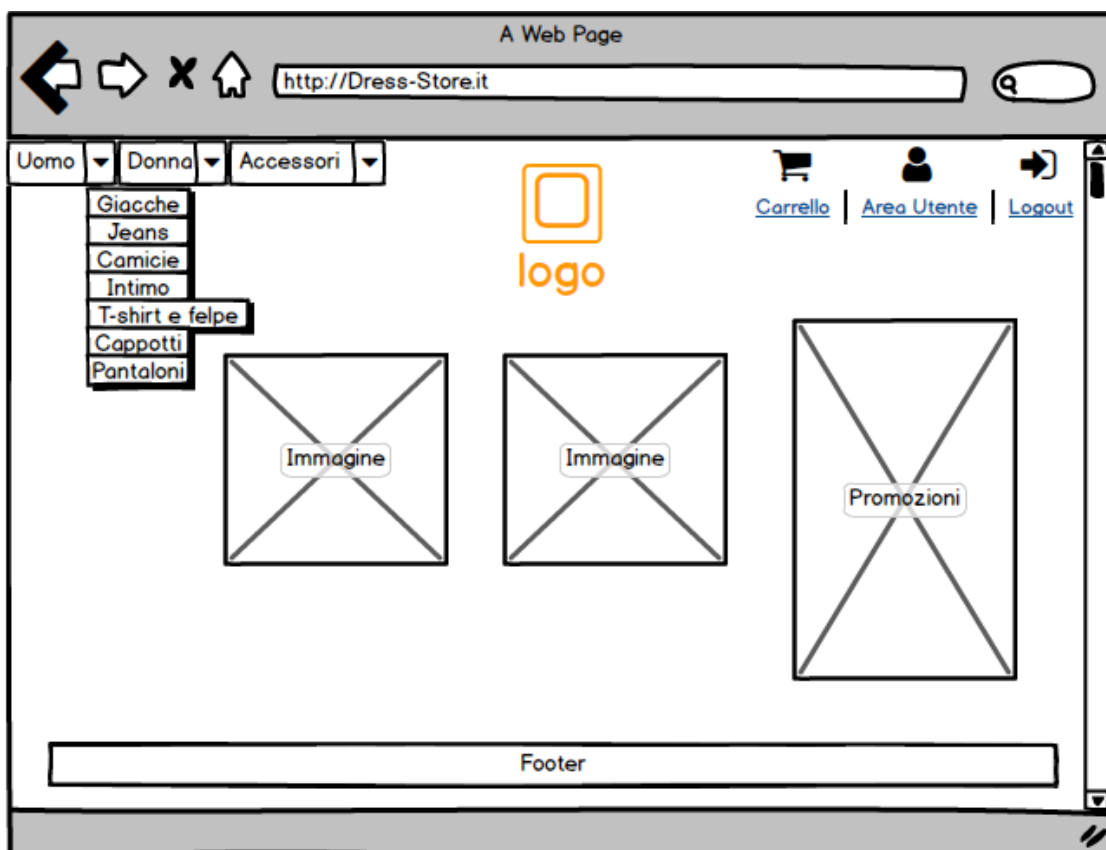 A Web Page
http://Dress-Store.it
Uomo Donna Accessori
Carrello Area Utente Logout
Giacche
Jeans
Camicie
Intimo
T-shirt e felpe
Cappotti
Pantaloni
logo
Immagine Immagine
Promozioni
Footer